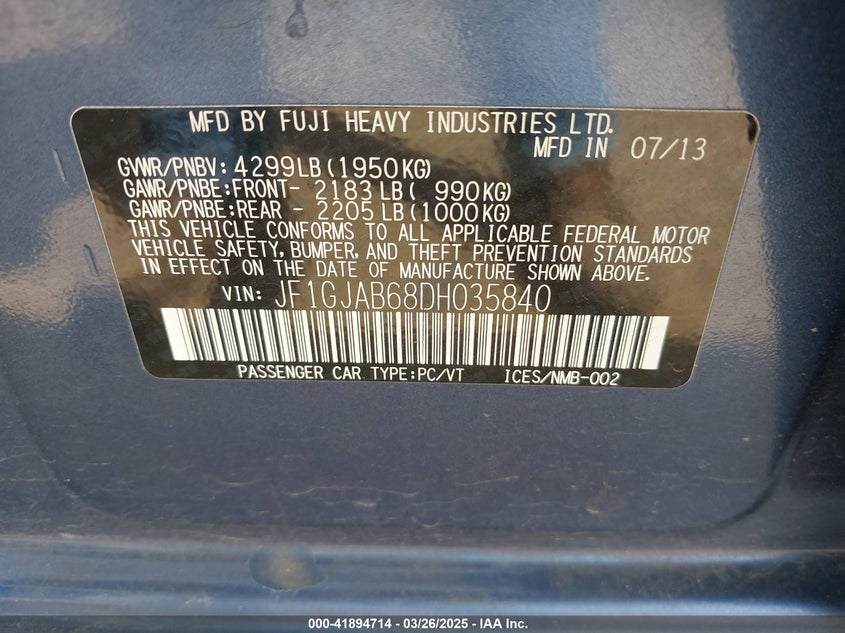 MFD BY FUJI HEAVY INDUSTRIES LTD.
MFD IN 07/13
GVWR/PNBV: 4299LB(1950KG)
GAWR/PNBE:FRONT- 2183LB( 990KG)
GAWR/PNBE:REAR - 2205LB(1000KG)
THIS VEHICLE CONFORMS TO ALL APPLICABLE FEDERAL MOTOR
VEHICLE SAFETY, BUMPER, AND THEFT PREVENTION STANDARDS
IN EFFECT ON THE DATE OF MANUFACTURE SHOWN ABOVE.
VIN: JF1GJAB68DH035840
PASSENGER CAR TYPE:PC/VT ICES/NMB-002
000-41894714 - 03/26/2025 - IAA Inc.